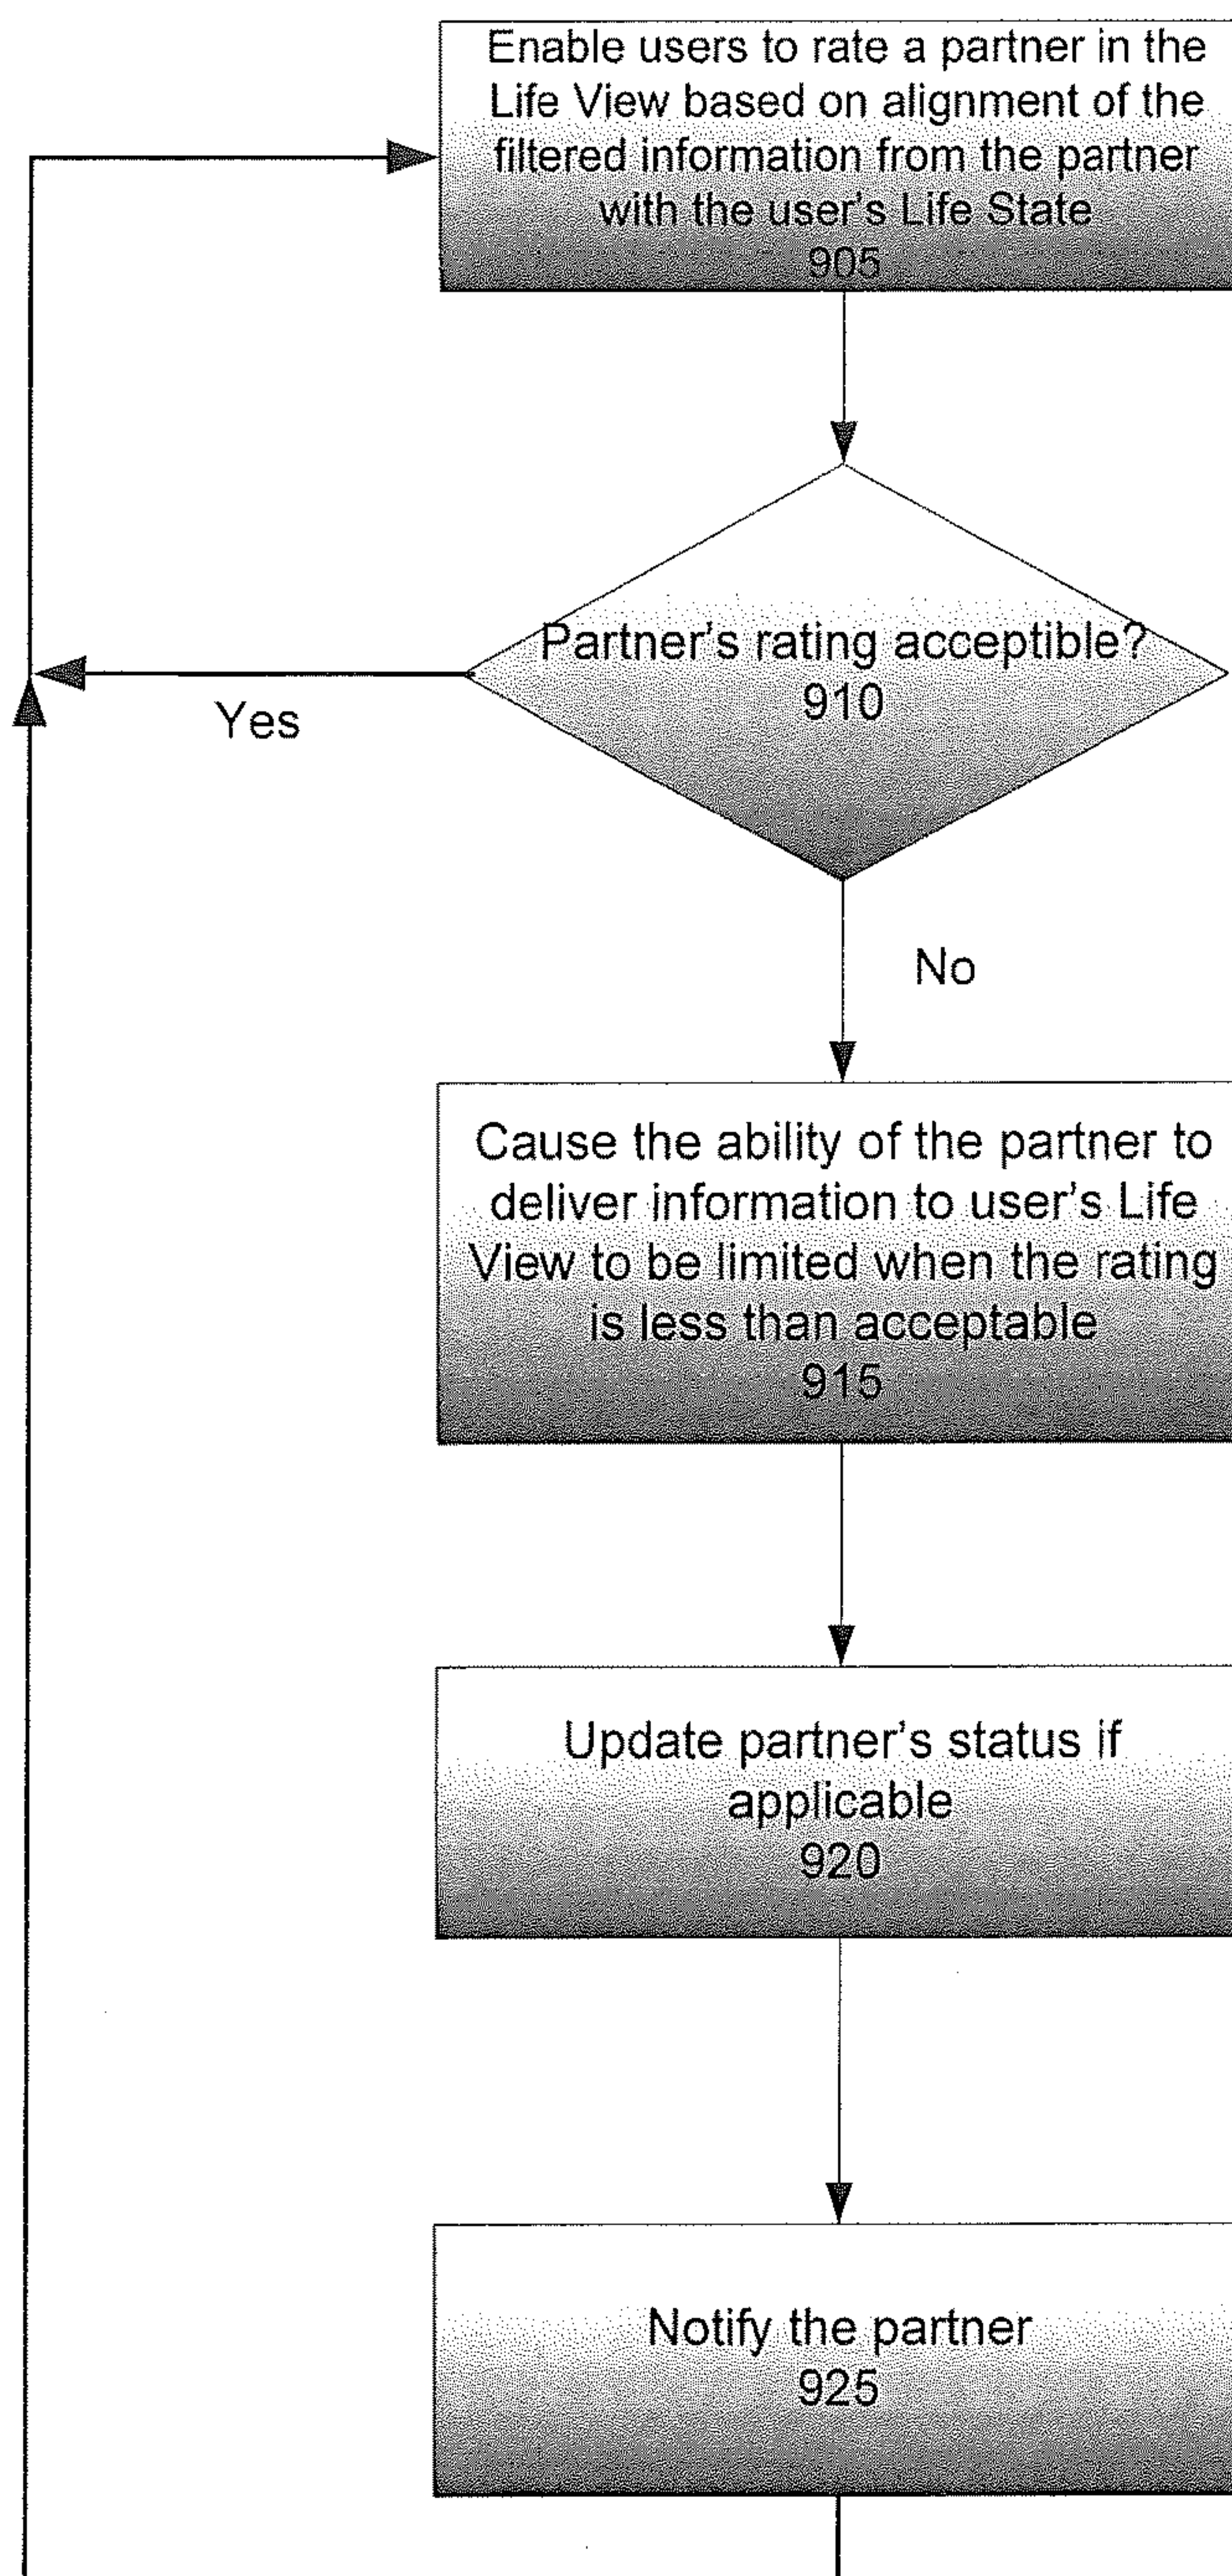 Enable users to rate a partner in the
Life View based on alignment of the
filtered information from the partner
with the user's Life State
905
Partner's rating acceptible?
910
Yes
No
Cause the ability of the partner to
deliver information to user's Life
View to be limited when the rating
is less than acceptable
915
Update partner's status if
applicable
920
Notify the partner
925